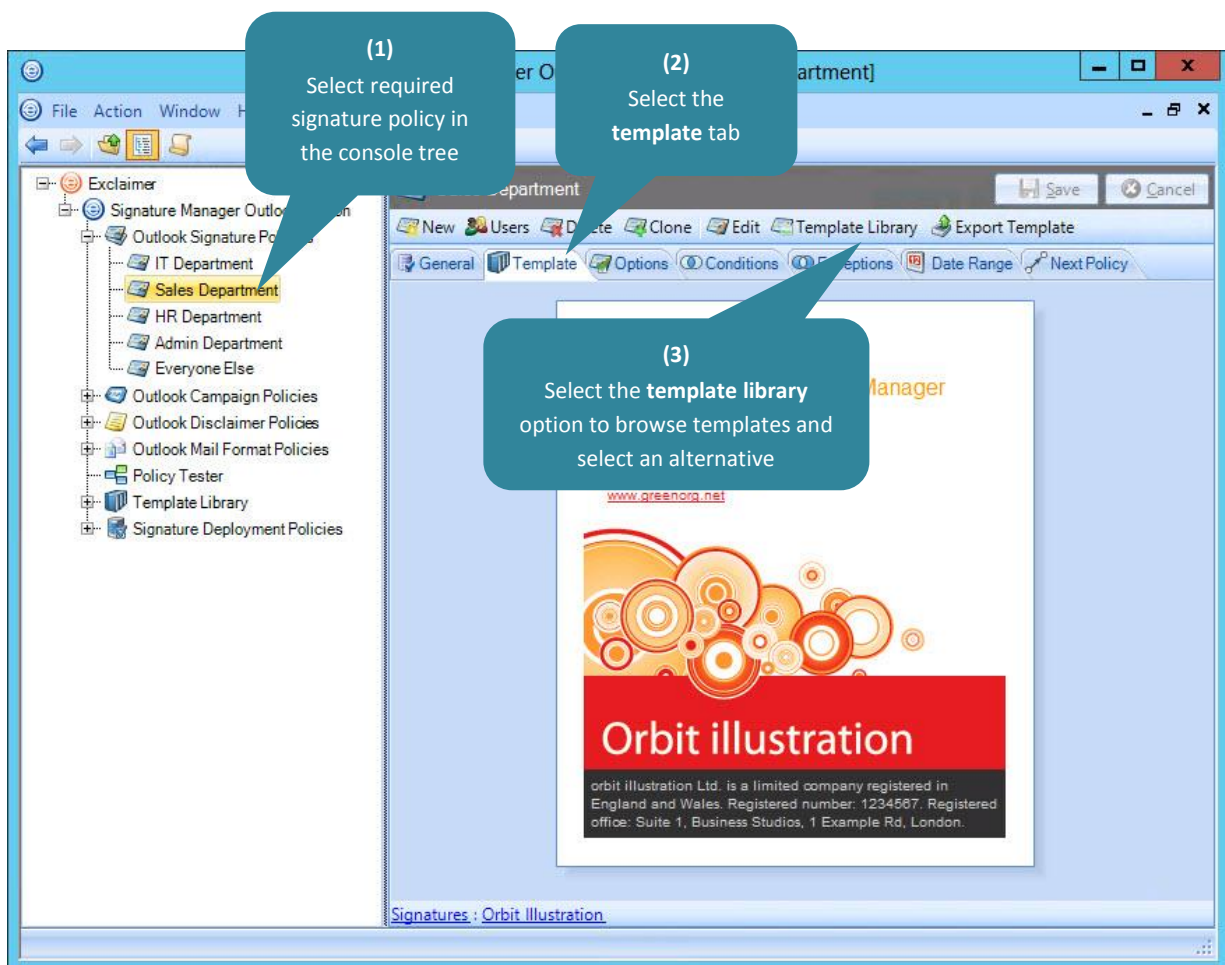 (1)
Select required
signature policy in
the console tree
(2)
Select the
template tab
er O
artment]
File Action Window H
Exclaimer
Signature Manager Outlo on
Outlook Signature Po s
IT Department
Sales Department
HR Department
Admin Department
Everyone Else
Outlook Campaign Policies
Outlook Disclaimer Policies
Outlook Mail Format Policies
Policy Tester
Template Library
Signature Deployment Policies
epartment
Save
Cancel
New Users De ete Clone Edit Template Library Export Template
General Template Options Conditions E eptions Date Range Next Policy
(3)
Select the template library
option to browse templates and
select an alternative
Manager
www.greenorg.net
Orbit illustration
orbit illustration Ltd. is a limited company registered in
England and Wales. Registered number: 1234567. Registered
office: Suite 1, Business Studios, 1 Example Rd, London.
Signatures : Orbit Illustration